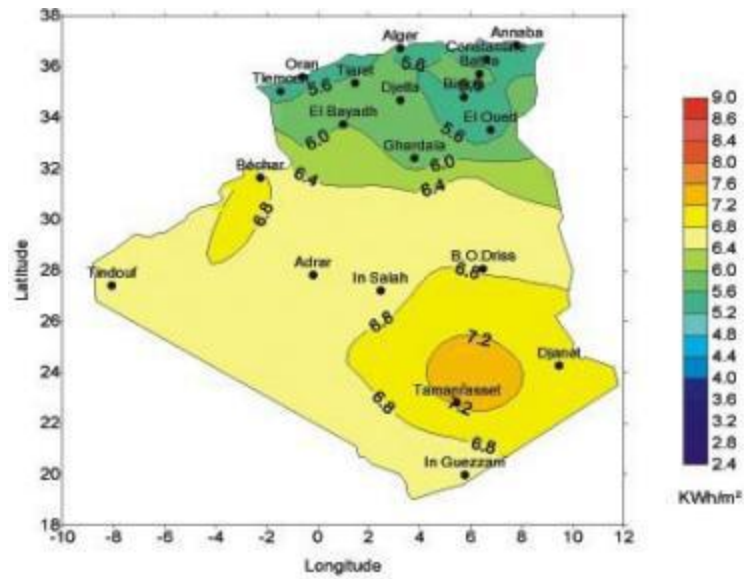 38
36
34
32
30
28
26
24
22
20
18
Latitude
-10 -8 -6 -4 -2 0 2 4 6 8 10 12
Longitude
Annaba
Alger
Constantine
5.6
Oran
Batna
Tlemcen
5.6
Tiaret
Djelfa
El Bayadh
El Oued
5.6
6.0
Ghardaia
6.0
Béchar
6.4
6.4
6.8
B.O.Driss
Adrar
6.8
Tindouf
In Salah
6.8
7.2
Djanet
Tamanrasset
7.2
6.8
6.8
In Guezzam
9.0
8.4
8.0
7.6
7.2
6.8
6.4
6.0
5.6
5.2
4.8
4.4
4.0
3.6
3.2
2.8
2.4
KWh/m²